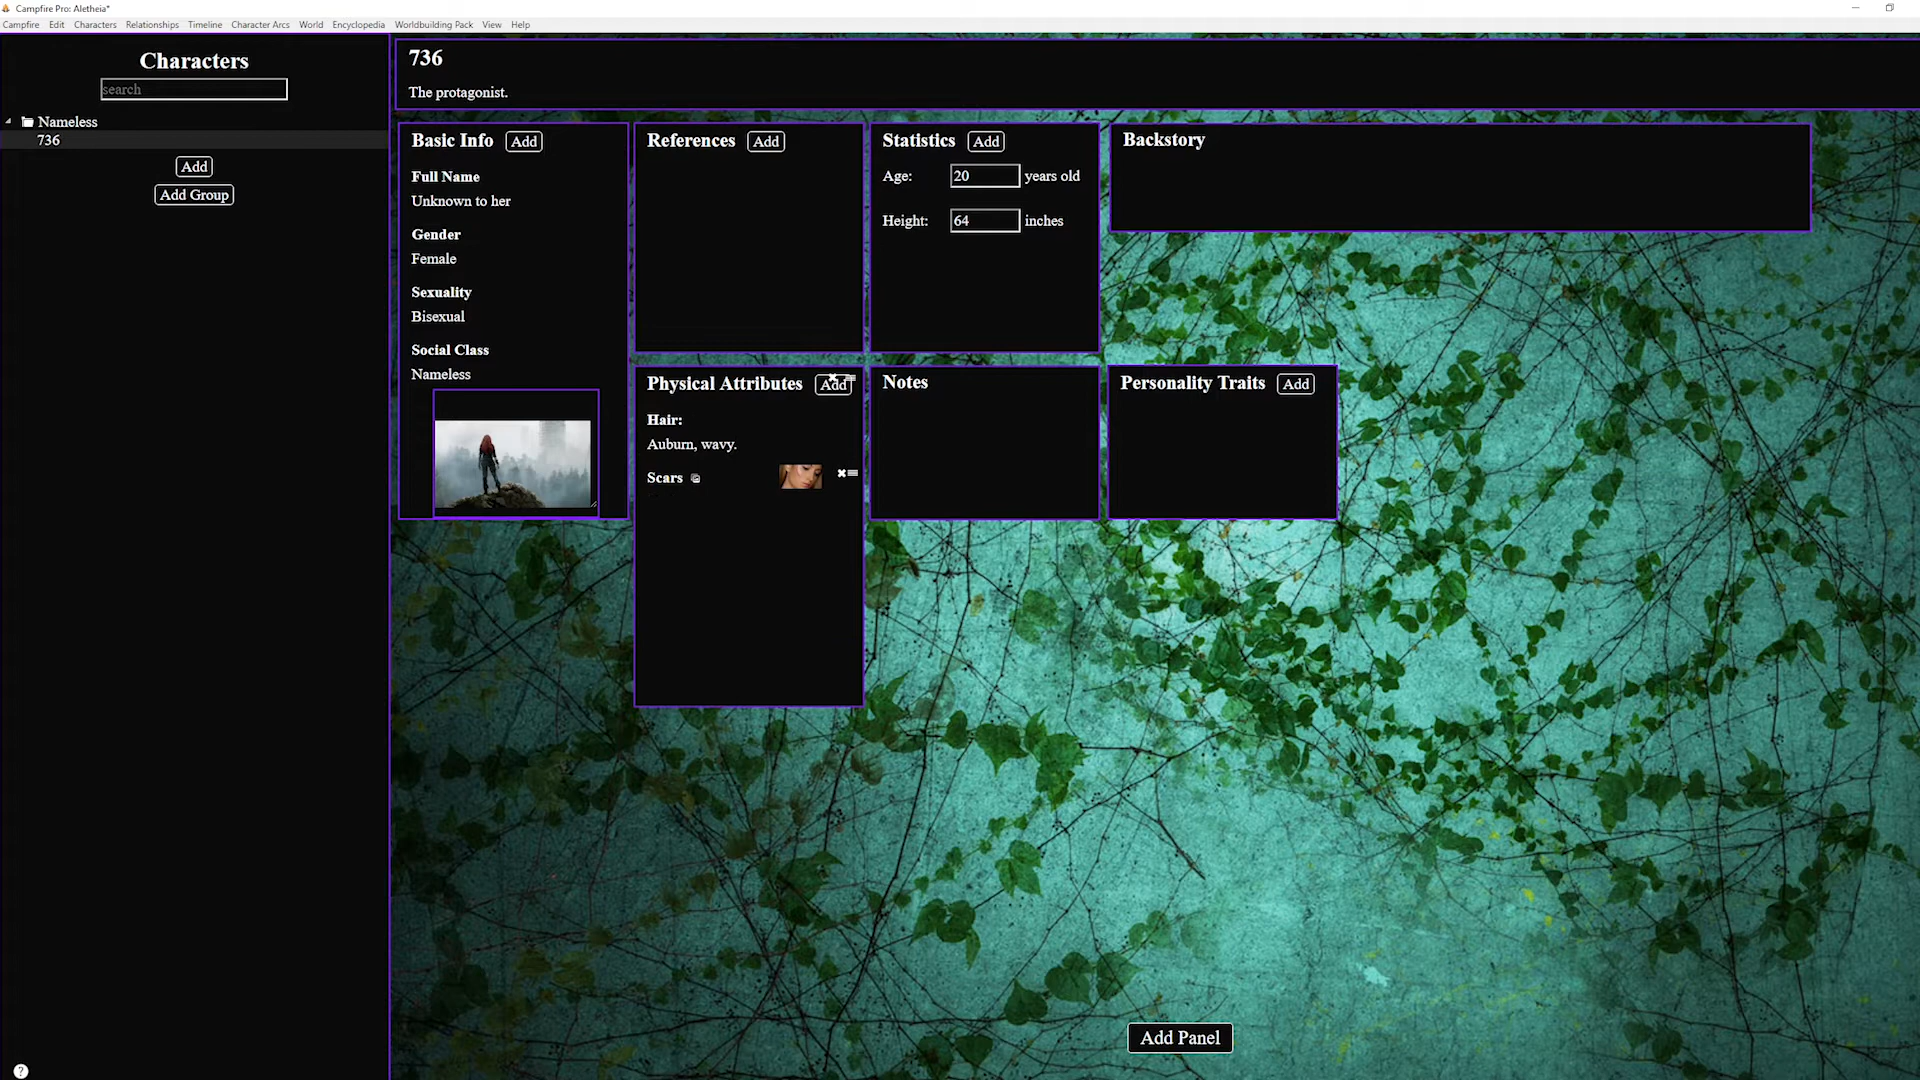 Campfire Pro: Aletheia*
Campfire Edit Characters Relationships Timeline Character Arcs World Encyclopedia Worldbuilding Pack View Help
Characters
search
Nameless
736
Add
Add Group
736
The protagonist.
Basic Info Add
Full Name
Unknown to her
Gender
Female
Sexuality
Bisexual
Social Class
Nameless
References Add
Statistics Add
Age: 20 years old
Height: 64 inches
Backstory
Physical Attributes Add
Hair:
Auburn, wavy.
Scars
Notes
Personality Traits Add
Add Panel
?